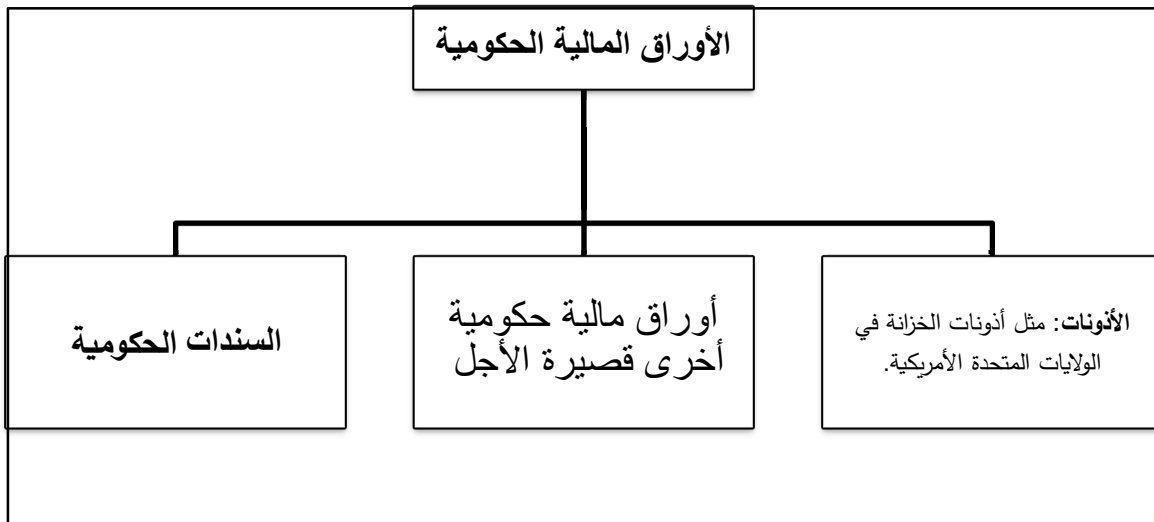 الأوراق المالية الحكومية
الأذونات: مثل أذونات الخزانة في
الولايات المتحدة الأمريكية.
أوراق مالية حكومية
أخرى قصيرة الأجل
السندات الحكومية